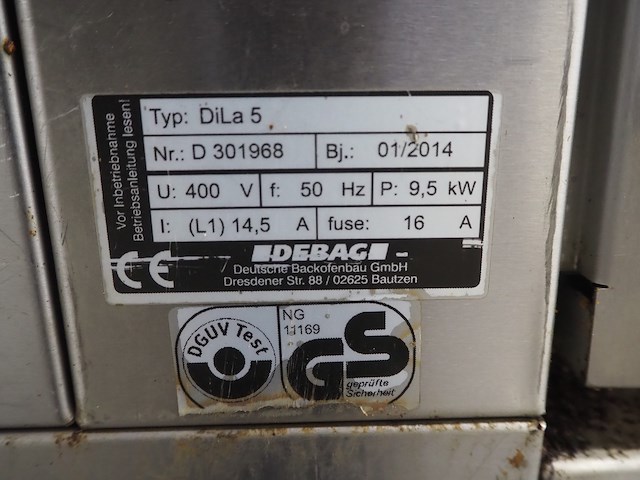 Vor Inbetriebnahme
Betriebsanleitung lesen!
Typ: DiLa 5
Nr.: D 301968 Bj.: 01/2014
U: 400 V f: 50 Hz P: 9,5 kW
I: (L1) 14,5 A fuse: 16 A
DEBAG
CE Deutsche Backofenbau GmbH
Dresdener Str. 88 / 02625 Bautzen
DGUV Test
NG
11169
GS
geprüfte
Sicherheit